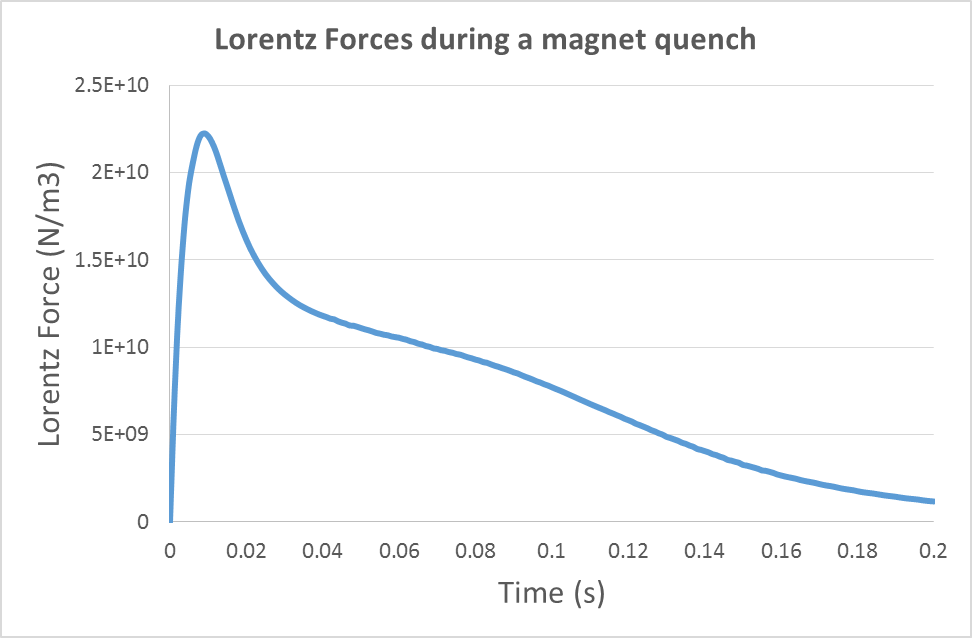 Lorentz Forces during a magnet quench
Lorentz Force (N/m3)
2.5E+10
2E+10
1.5E+10
1E+10
5E+09
0
0 0.02 0.04 0.06 0.08 0.1 0.12 0.14 0.16 0.18 0.2
Time (s)